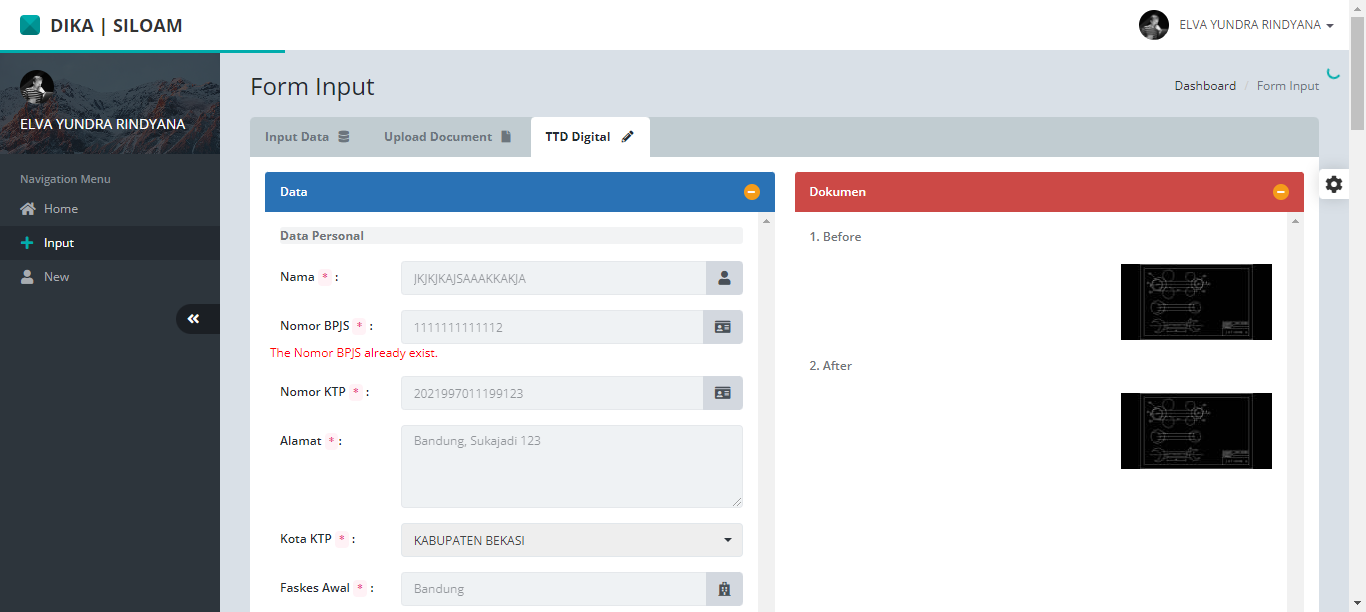 DIKA | SILOAM
ELVA YUNDRA RINDYANA
ELVA YUNDRA RINDYANA
Navigation Menu
Home
Input
New
Form Input
Dashboard / Form Input
Input Data
Upload Document
TTD Digital
Data
Data Personal
Nama * :
JKJKJKAJSAAAKKAKJA
Nomor BPJS * :
1111111111112
The Nomor BPJS already exist.
Nomor KTP * :
2021997011199123
Alamat * :
Bandung, Sukajadi 123
Kota KTP * :
KABUPATEN BEKASI
Faskes Awal * :
Bandung
Dokumen
1. Before
2. After